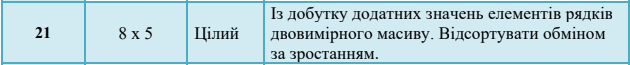 21 8 х 5 Цілий Із добутку додатних значень елементів рядків
двовимірного масиву. Відсортувати обміном
за зростанням.